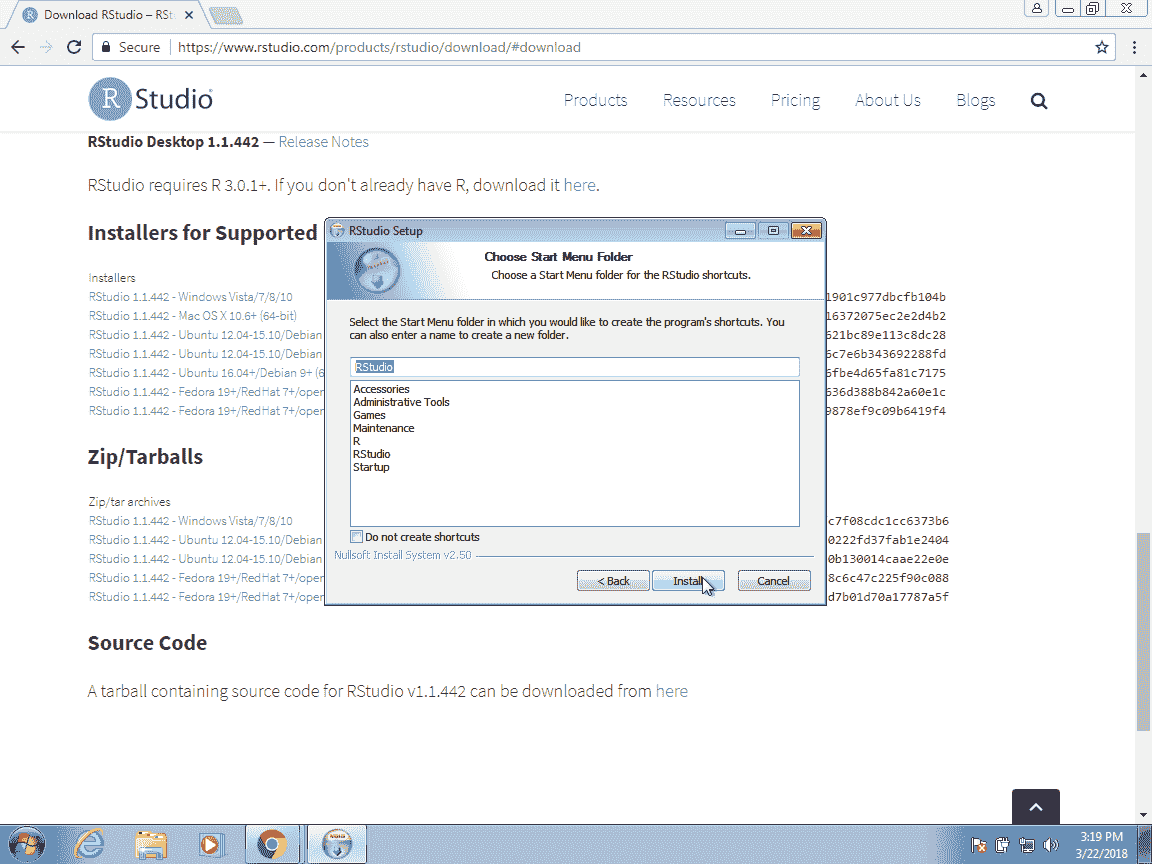 Download RStudio – RSt
Secure https://www.rstudio.com/products/rstudio/download/#download
R Studio
Products Resources Pricing About Us Blogs
RStudio Desktop 1.1.442 — Release Notes
RStudio requires R 3.0.1+. If you don't already have R, download it here.
Installers for Supported
Installers
RStudio 1.1.442 - Windows Vista/7/8/10 1901c977dbcfb104b
RStudio 1.1.442 - Mac OS X 10.6+ (64-bit) 16372075ec2e2d4b2
RStudio 1.1.442 - Ubuntu 12.04-15.10/Debian 621bc89e113c8dc28
RStudio 1.1.442 - Ubuntu 12.04-15.10/Debian 6c7e6b343692288fd
RStudio 1.1.442 - Ubuntu 16.04+/Debian 9+ (6 6fbe4d65fa81c7175
RStudio 1.1.442 - Fedora 19+/RedHat 7+/oper 636d388b842a60e1c
RStudio 1.1.442 - Fedora 19+/RedHat 7+/oper 9878ef9c09b6419f4
Zip/Tarballs
Zip/tar archives
RStudio 1.1.442 - Windows Vista/7/8/10 c7f08cdc1cc6373b6
RStudio 1.1.442 - Ubuntu 12.04-15.10/Debian 0222fd37fab1e2404
RStudio 1.1.442 - Ubuntu 12.04-15.10/Debian 0b130014caae22e0e
RStudio 1.1.442 - Fedora 19+/RedHat 7+/oper 8c6c47c225f90c088
RStudio 1.1.442 - Fedora 19+/RedHat 7+/oper d7b01d70a17787a5f
Source Code
A tarball containing source code for RStudio v1.1.442 can be downloaded from here
RStudio Setup
Choose Start Menu Folder
Choose a Start Menu folder for the RStudio shortcuts.
Select the Start Menu folder in which you would like to create the program's shortcuts. You
can also enter a name to create a new folder.
RStudio
Accessories
Administrative Tools
Games
Maintenance
R
RStudio
Startup
Do not create shortcuts
Nullsoft Install System v2.50
< Back Install Cancel
3:19 PM
3/22/2018